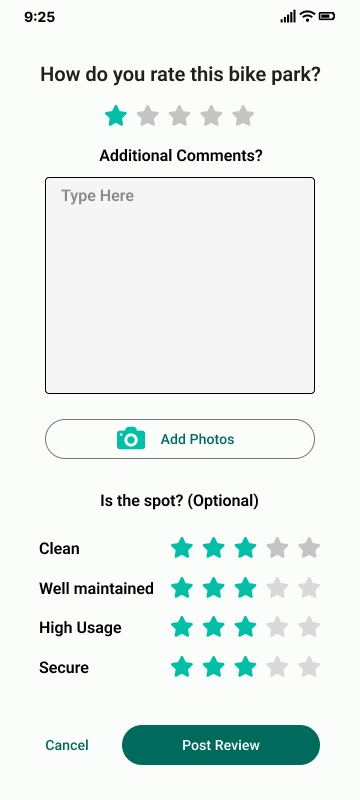 9:25
How do you rate this bike park?
Additional Comments?
Type Here
Add Photos
Is the spot? (Optional)
Clean
Well maintained
High Usage
Secure
Cancel
Post Review